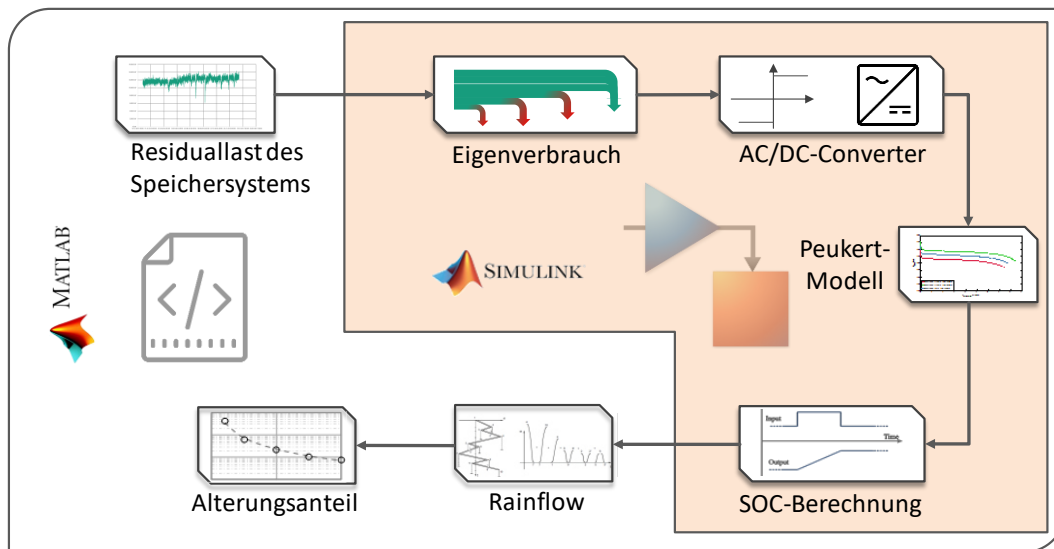 Residuallast des
Speichersystems
Eigenverbrauch
AC/DC-Converter
MATLAB
SIMULINK
Peukert-
Modell
Input
Time
Output
Alterungsanteil
Rainflow
SOC-Berechnung